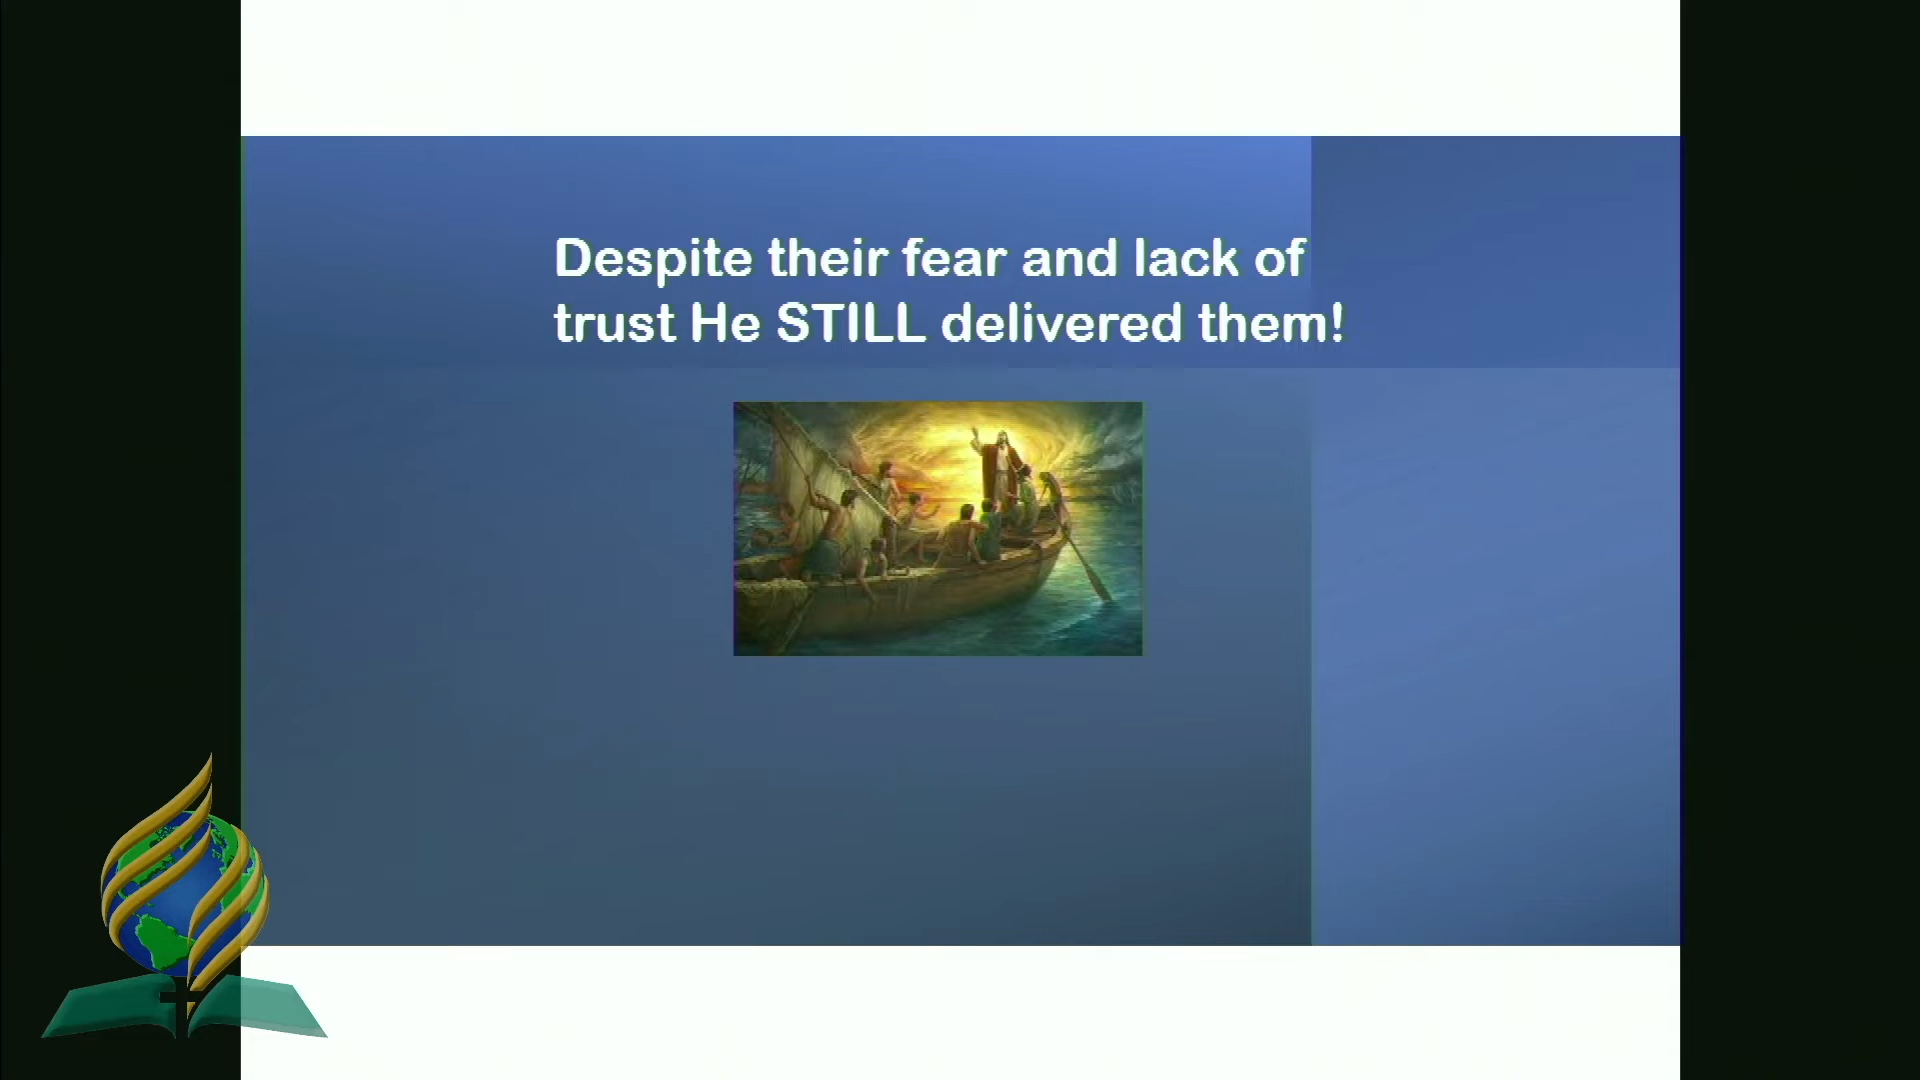 Despite their fear and lack of
trust He STILL delivered them!